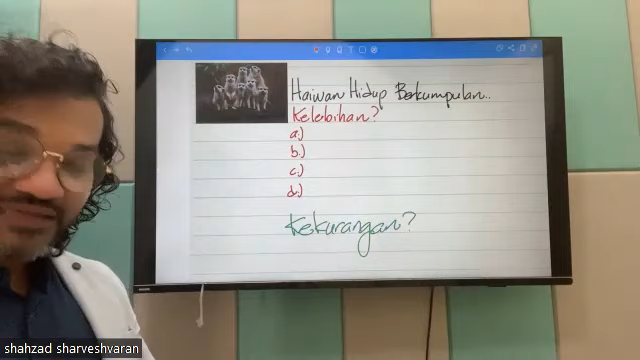 Haiwan Hidup Berkumpulan..
Kelebihan?
a.)
b.)
c.)
d.)
Kekurangan?
shahzad sharveshvaran